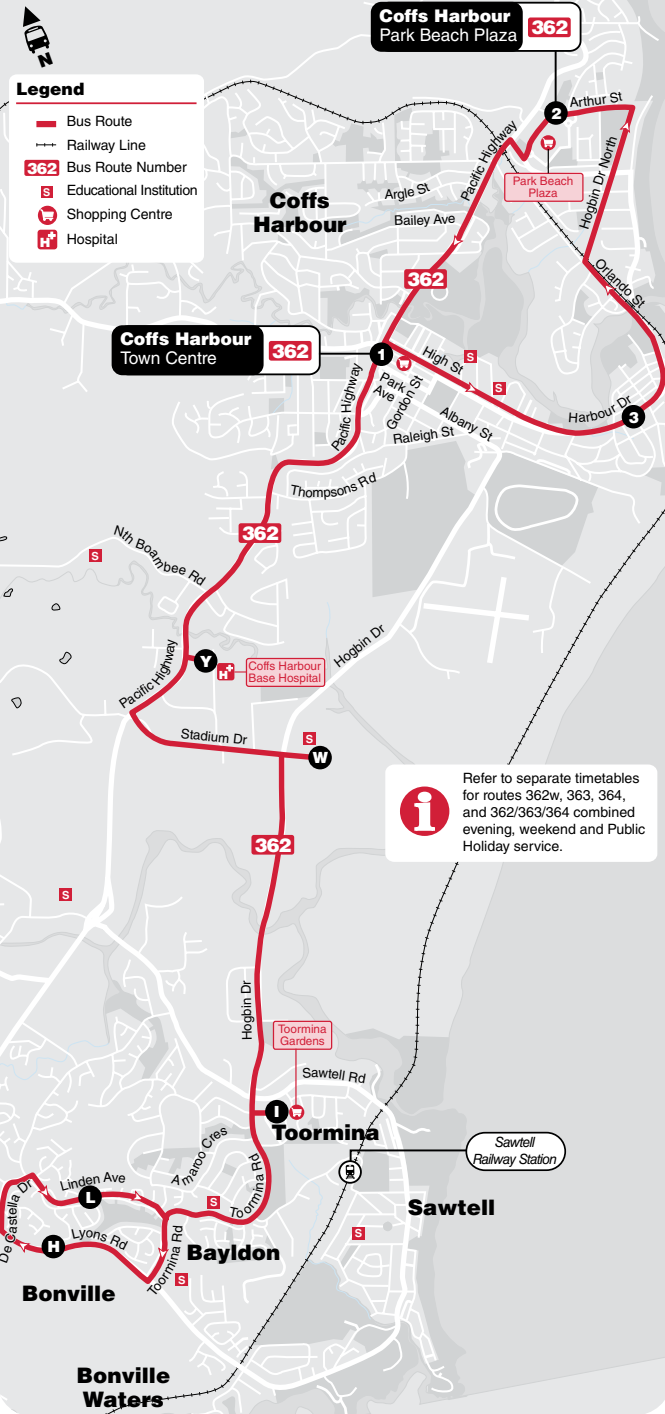 N
Coffs Harbour
Park Beach Plaza
362
Legend
Bus Route
Railway Line
362 Bus Route Number
S Educational Institution
Shopping Centre
H Hospital
2
Arthur St
Pacific Highway
Park Beach
Plaza
Hogbin Dr North
Argle St
Bailey Ave
Coffs
Harbour
362
Orlando St
Coffs Harbour
Town Centre
362
1
High St
S
S
Park
Ave
Gordon St
Pacific Highway
Albany St
Raleigh St
Harbour Dr
3
Thompsons Rd
362
S
Nth Boambee Rd
Y
H
Coffs Harbour
Base Hospital
Hogbin Dr
Pacific Highway
Stadium Dr
S
W
362
i
Refer to separate timetables
for routes 362w, 363, 364,
and 362/363/364 combined
evening, weekend and Public
Holiday service.
S
Hogbin Dr
Toormina
Gardens
Sawtell Rd
I
Toormina
Amaroo Cres
Toormina Rd
Sawtell
Railway Station
De Castella Dr
Linden Ave
L
S
Sawtell
H
Lyons Rd
Toormina Rd
Bayldon
S
S
Bonville
Bonville
Waters